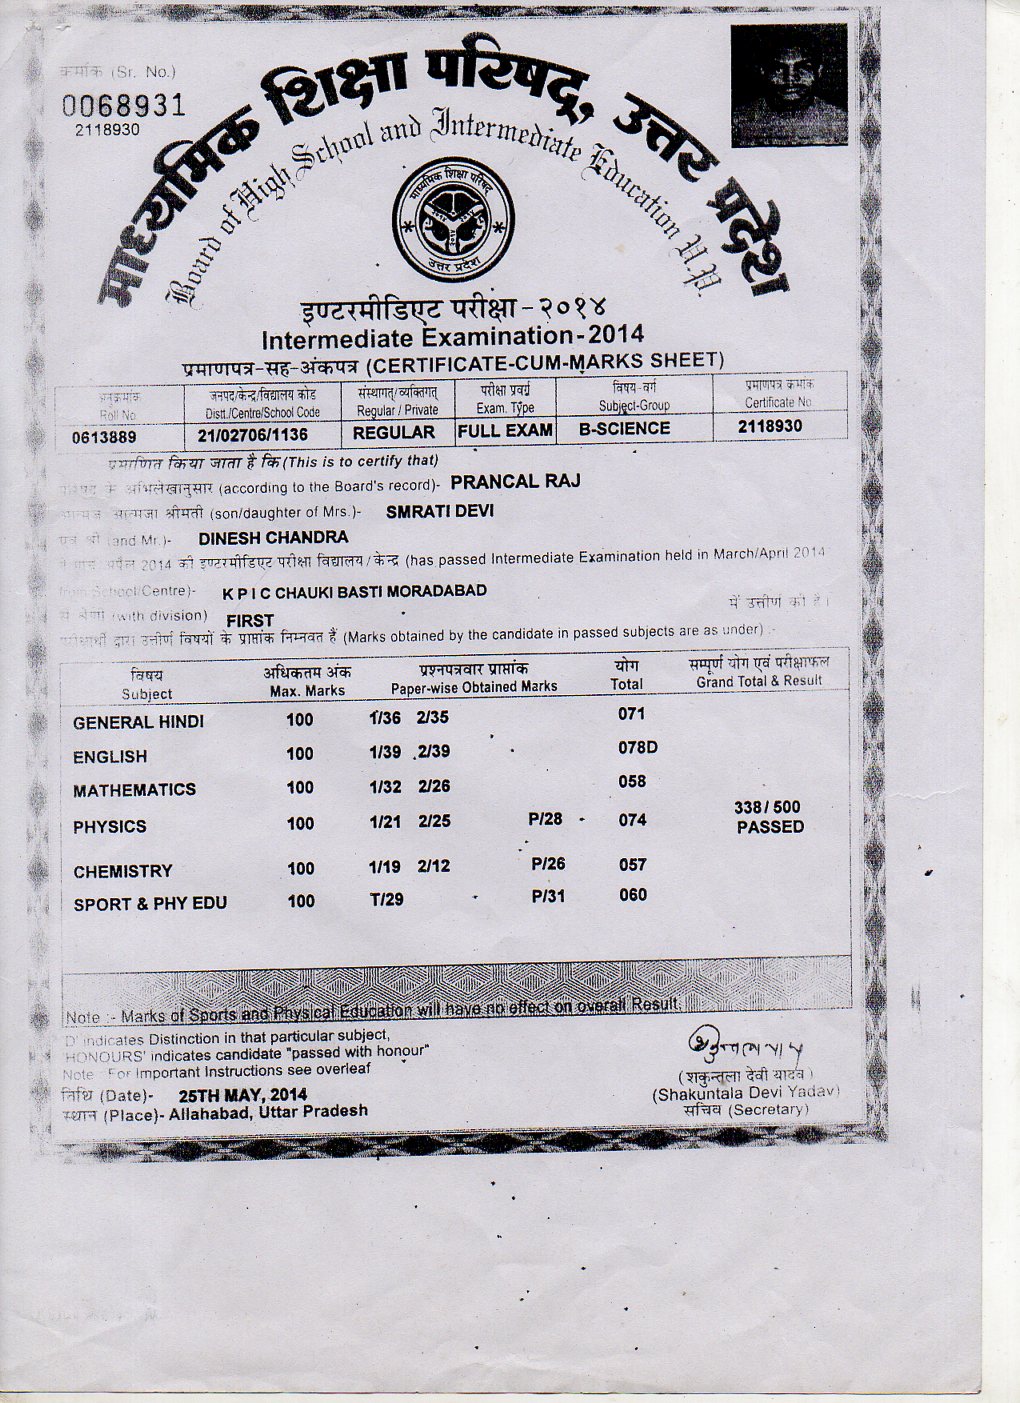 क्रमांक (Sr. No.)
0068931
2118930
माध्यमिक शिक्षा परिषद्, उत्तर प्रदेश
Board of High School and Intermediate Education U.P.
माध्यमिक शिक्षा परिषद्
उत्तर प्रदेश
इण्टरमीडिएट परीक्षा-२०१४
Intermediate Examination-2014
प्रमाणपत्र-सह-अंकपत्र (CERTIFICATE-CUM-MARKS SHEET)
अनुक्रमांक जनपद/केन्द्र/विद्यालय कोड संस्थागत/व्यक्तिगत परीक्षा प्रवर्ग विषय-वर्ग प्रमाणपत्र क्रमांक
Roll No. Distt./Centre/School Code Regular / Private Exam. Type Subject-Group Certificate No
0613889 21/02706/1136 REGULAR FULL EXAM B-SCIENCE 2118930
प्रमाणित किया जाता है कि (This is to certify that)
परिषद के अभिलेखानुसार (according to the Board's record)- PRANCAL RAJ
आत्मज आत्मजा श्रीमती (son/daughter of Mrs.)- SMRATI DEVI
श्री (and Mr.)- DINESH CHANDRA
2014 की इण्टरमीडिएट परीक्षा विद्यालय/केन्द्र (has passed Intermediate Examination held in March/April 2014
from School/Centre)- K P I C CHAUKI BASTI MORADABAD
में उत्तीर्ण की है।
श्रेणी (with division) FIRST
परीक्षार्थी द्वारा उत्तीर्ण विषयों के प्राप्तांक निम्नवत हैं (Marks obtained by the candidate in passed subjects are as under) :-
विषय अधिकतम अंक प्रश्नपत्रवार प्राप्तांक योग सम्पूर्ण योग एवं परीक्षाफल
Subject Max. Marks Paper-wise Obtained Marks Total Grand Total & Result
GENERAL HINDI 100 1/36 2/35 071
ENGLISH 100 1/39 2/39 078D
MATHEMATICS 100 1/32 2/26 058
PHYSICS 100 1/21 2/25 P/28 074 338/500
PASSED
CHEMISTRY 100 1/19 2/12 P/26 057
SPORT & PHY EDU 100 T/29 P/31 060
Note :- Marks of Sports and Physical Education will have no effect on overall Result.
D' indicates Distinction in that particular subject,
HONOURS' indicates candidate "passed with honour"
Note : For Important Instructions see overleaf
तिथि (Date)- 25TH MAY, 2014
स्थान (Place)- Allahabad, Uttar Pradesh
(शकुन्तला देवी यादव)
(Shakuntala Devi Yadav)
सचिव (Secretary)